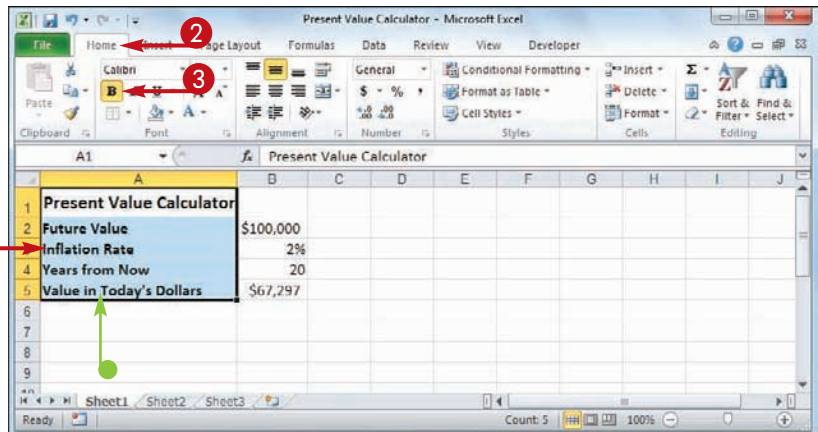 Present Value Calculator - Microsoft Excel
File Home Insert Page Layout Formulas Data Review View Developer
2
3
Paste
Clipboard
Calibri
B U A
A
Font
Alignment
General
$ % ,
.0 .00
.00 .0
Number
Conditional Formatting
Format as Table
Cell Styles
Styles
Insert
Delete
Format
Cells
Σ
Sort & Filter
Find & Select
Editing
A1 fx Present Value Calculator
A B C D E F G H I J
1 Present Value Calculator
2 Future Value $100,000
Inflation Rate 2%
4 Years from Now 20
5 Value in Today's Dollars $67,297
6
7
8
9
10
Sheet1 Sheet2 Sheet3
Ready Count: 5 100%